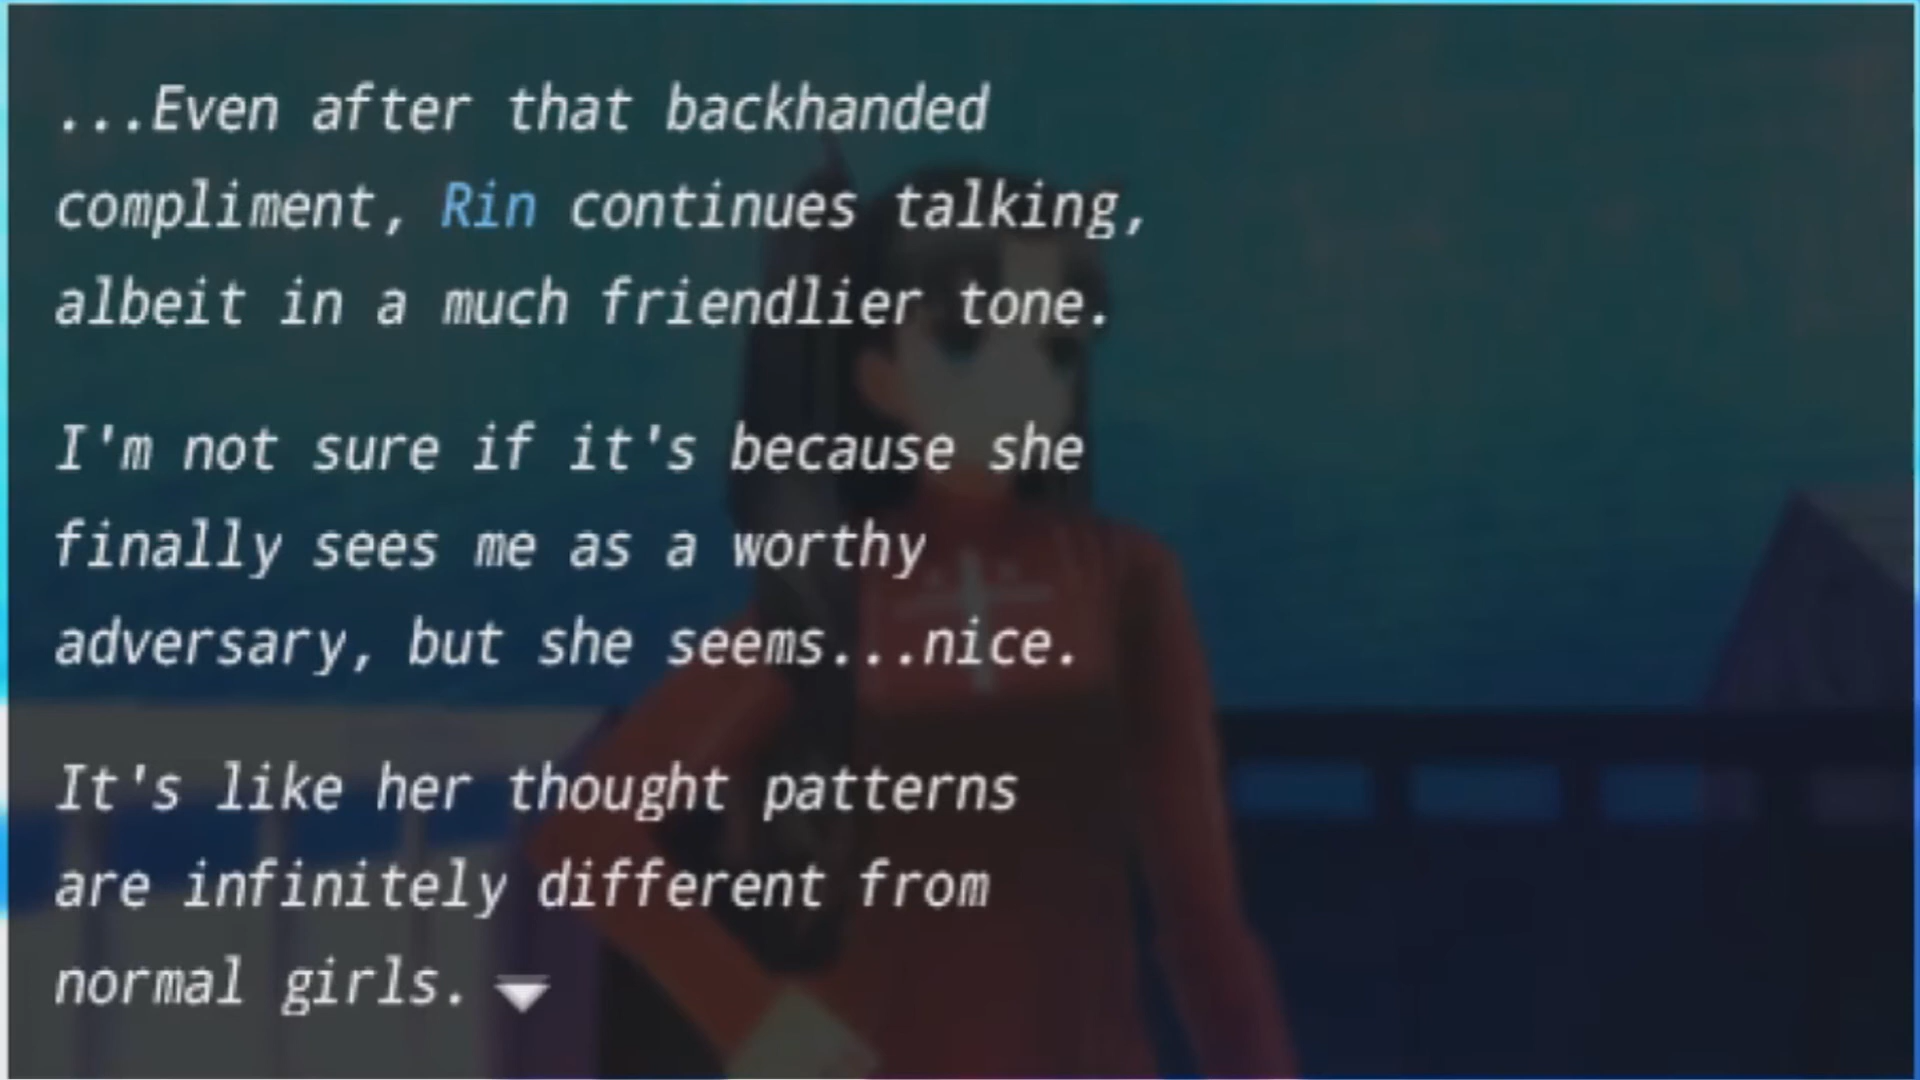 ...Even after that backhanded
compliment, Rin continues talking,
albeit in a much friendlier tone.
I'm not sure if it's because she
finally sees me as a worthy
adversary, but she seems...nice.
It's like her thought patterns
are infinitely different from
normal girls.